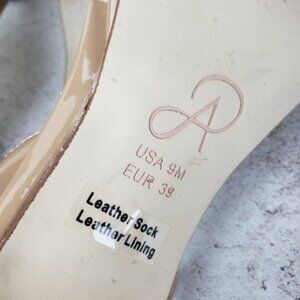 USA 9M
EUR 39
Leather Sock
Leather Lining